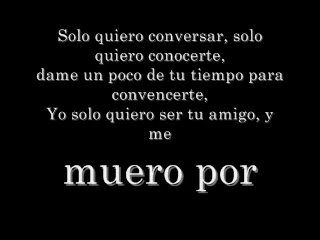 Solo quiero conversar, solo
quiero conocerte,
dame un poco de tu tiempo para
convencerte,
Yo solo quiero ser tu amigo, y
me
muero por